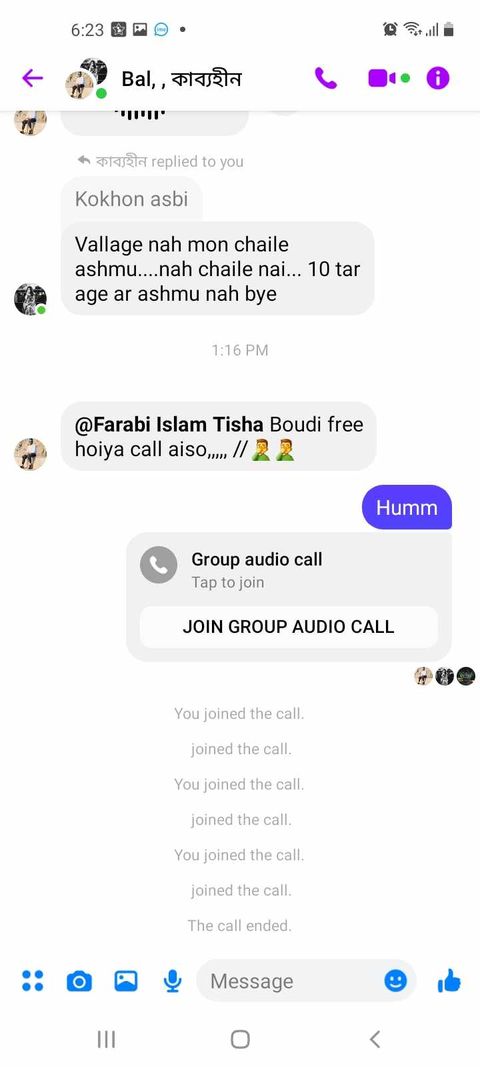 6:23
Bal, , কাব্যহীন
কাব্যহীন replied to you
Kokhon asbi
Vallage nah mon chaile
ashmu....nah chaile nai... 10 tar
age ar ashmu nah bye
1:16 PM
@Farabi Islam Tisha Boudi free
hoiya call aiso,,,,, //🤦‍♂️🤦‍♂️
Humm
Group audio call
Tap to join
JOIN GROUP AUDIO CALL
You joined the call.
joined the call.
You joined the call.
joined the call.
You joined the call.
joined the call.
The call ended.
Message